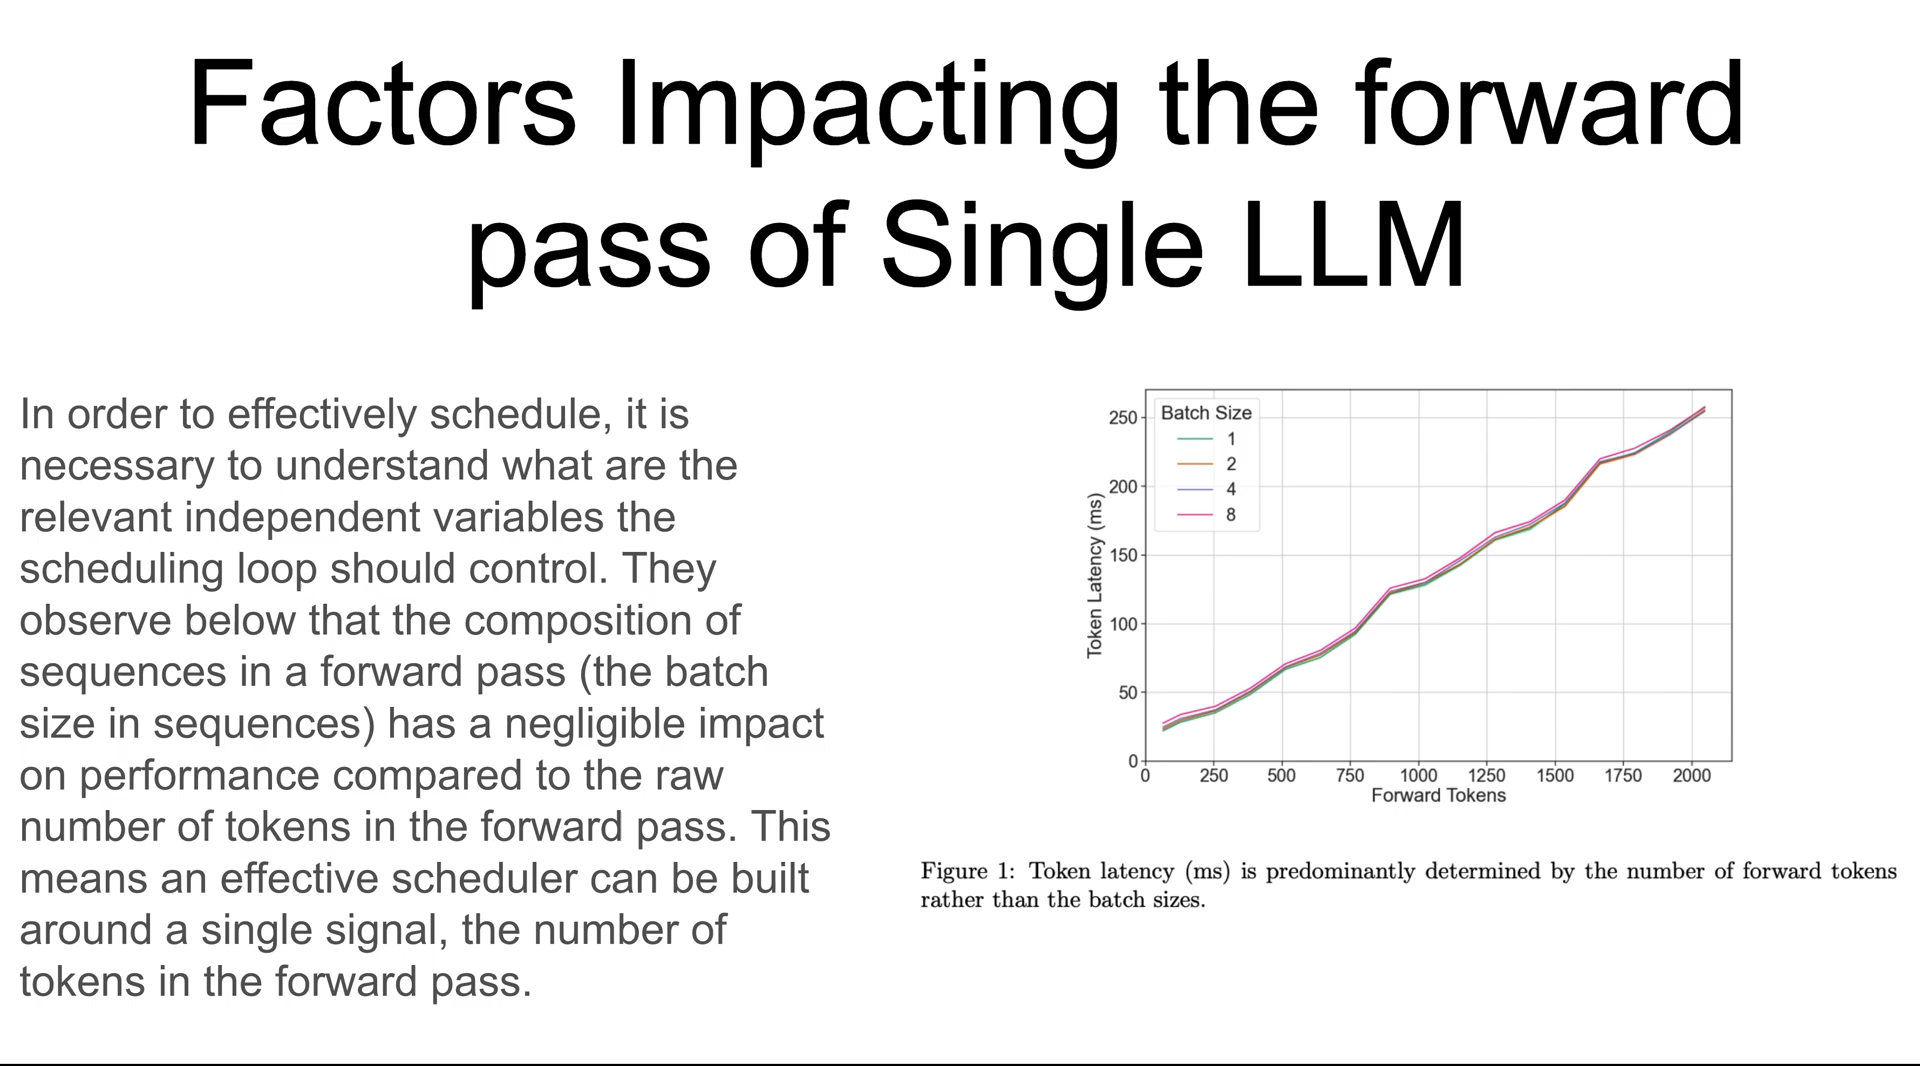 Factors Impacting the forward
pass of Single LLM
In order to effectively schedule, it is
necessary to understand what are the
relevant independent variables the
scheduling loop should control. They
observe below that the composition of
sequences in a forward pass (the batch
size in sequences) has a negligible impact
on performance compared to the raw
number of tokens in the forward pass. This
means an effective scheduler can be built
around a single signal, the number of
tokens in the forward pass.
Batch Size
1
2
4
8
Token Latency (ms)
250
200
150
100
50
0
0 250 500 750 1000 1250 1500 1750 2000
Forward Tokens
Figure 1: Token latency (ms) is predominantly determined by the number of forward tokens
rather than the batch sizes.